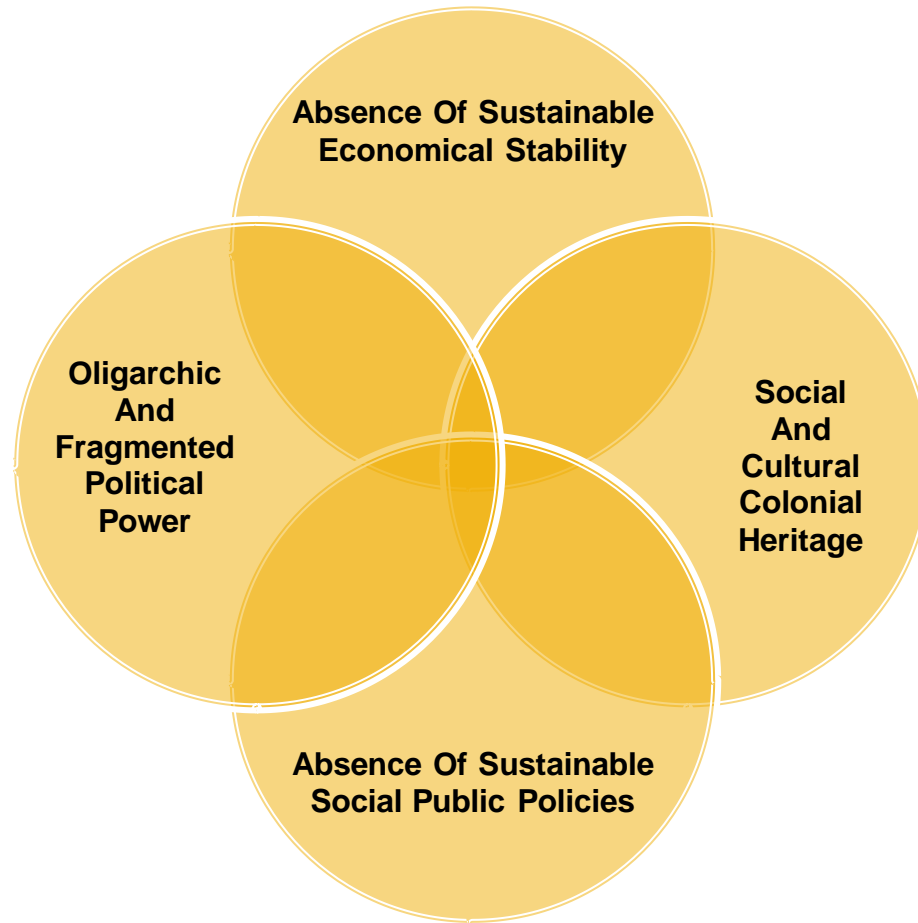 Absence Of Sustainable
Economical Stability
Oligarchic
And
Fragmented
Political
Power
Social
And
Cultural
Colonial
Heritage
Absence Of Sustainable
Social Public Policies